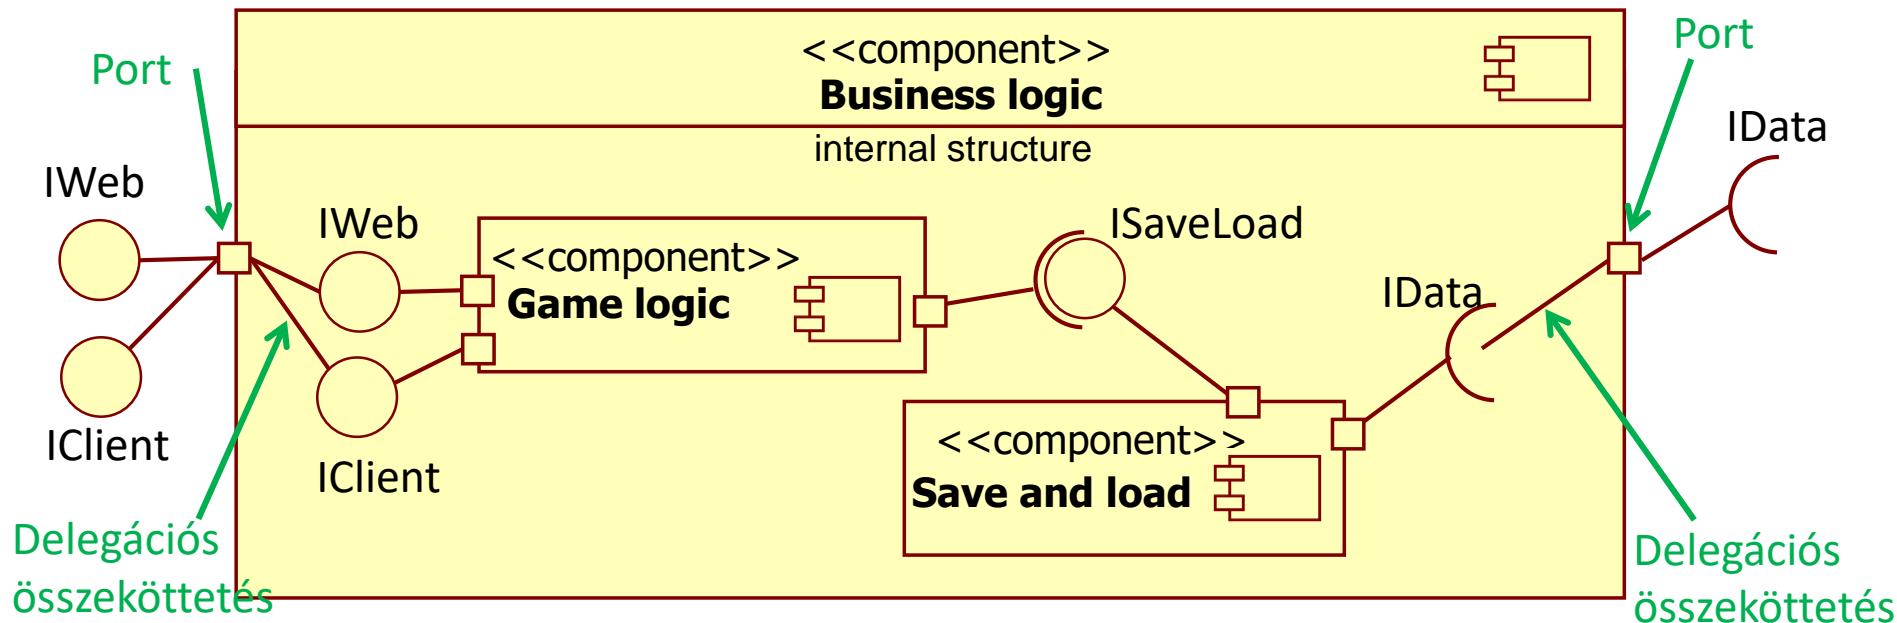 Port
<<component>>
Business logic
Port
internal structure
IData
IWeb
IWeb
<<component>>
Game logic
ISaveLoad
IData
IClient
IClient
<<component>>
Save and load
Delegációs
összeköttetés
Delegációs
összeköttetés